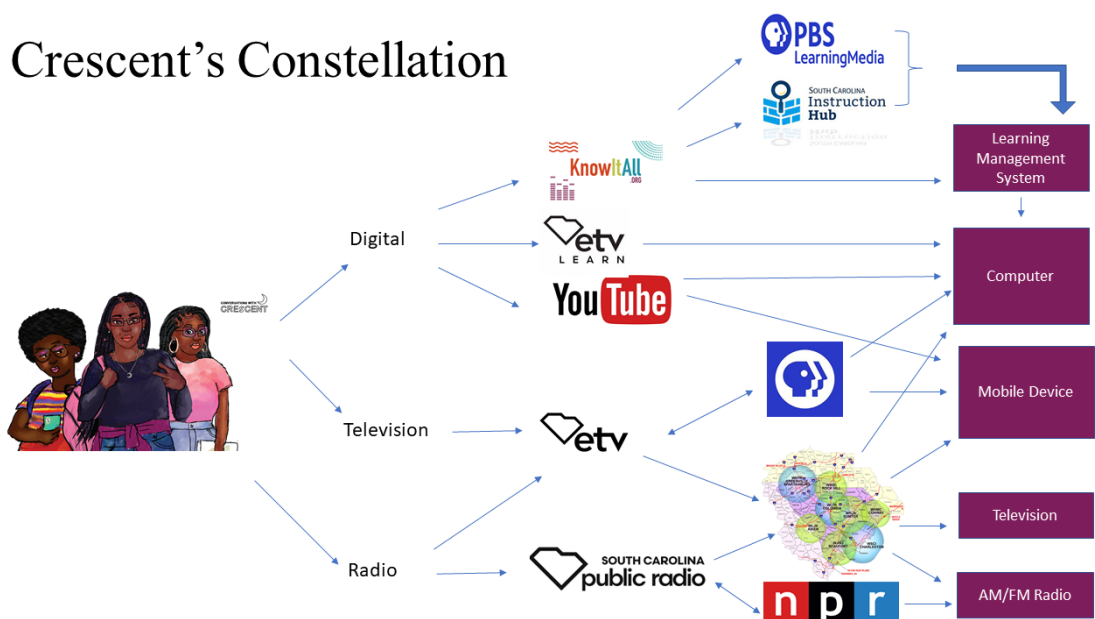 Crescent's Constellation
PBS
LearningMedia
SOUTH CAROLINA
Instruction
Hub
Learning
Management
System
KnowItAll
.ORG
Digital
etv
LEARN
Computer
YouTube
CONVERSATIONS WITH
CRESCENT
Mobile Device
Television
etv
Television
Radio
SOUTH CAROLINA
public radio
npr
AM/FM Radio